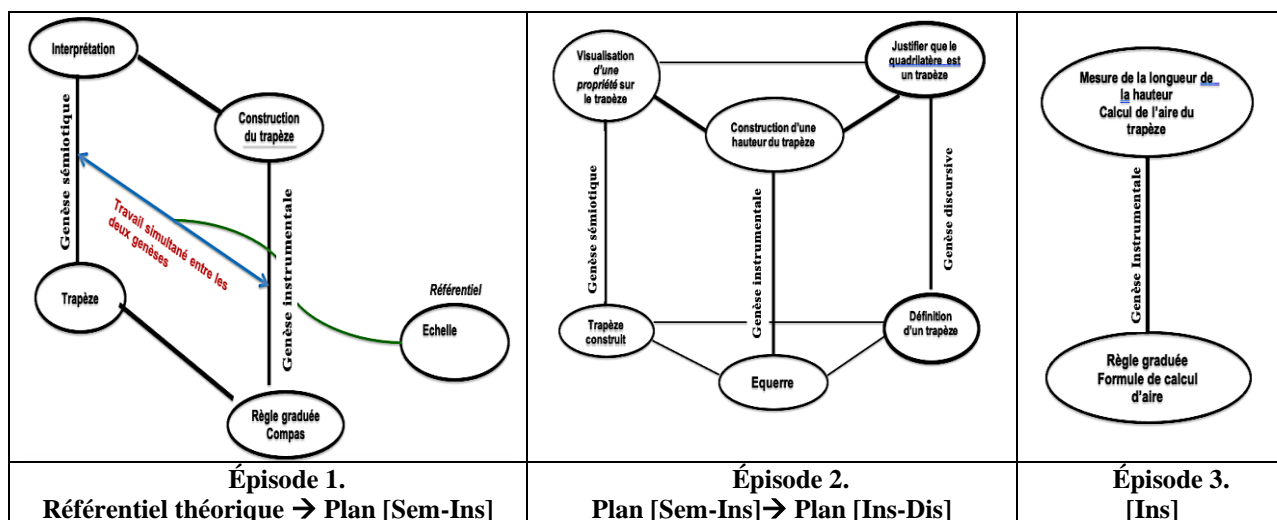 Interprétation
Construction
du trapèze
Genèse sémiotique
Travail simultané entre les
deux genèses
Genèse instrumentale
Trapèze
Référentiel
Echelle
Règle graduée
Compas
Visualisation
d'une
propriété sur
le trapèze
Justifier que le
quadrilatère est
un trapèze
Construction d'une
hauteur du trapèze
Genèse sémiotique
Genèse instrumentale
Genèse discursive
Trapèze
construit
Définition
d'un trapèze
Equerre
Mesure de la longueur de
la hauteur
Calcul de l'aire du
trapèze
Genèse Instrumentale
Règle graduée
Formule de calcul
d'aire
Épisode 1.
Référentiel théorique → Plan [Sem-Ins]
Épisode 2.
Plan [Sem-Ins]→ Plan [Ins-Dis]
Épisode 3.
[Ins]